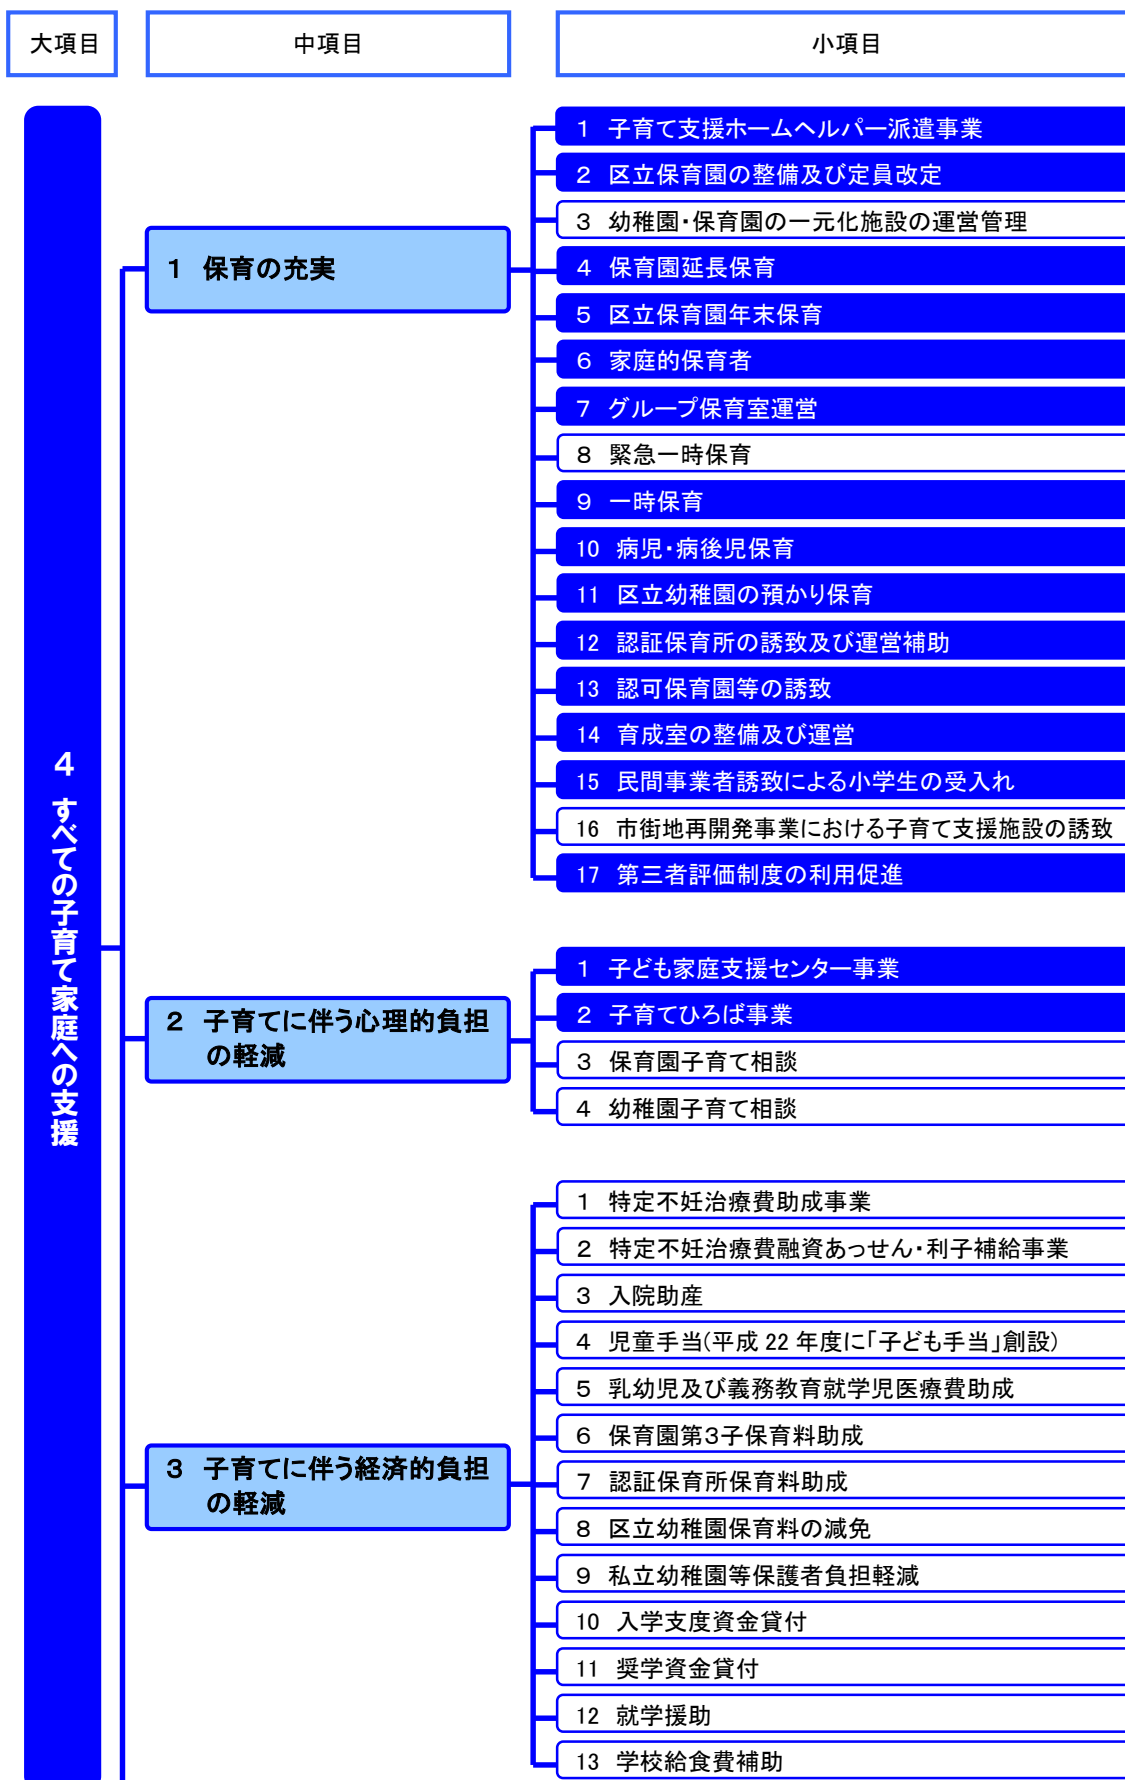 大項目
中項目
小項目
4 すべての子育て家庭への支援
1 保育の充実
1 子育て支援ホームヘルパー派遣事業
2 区立保育園の整備及び定員改定
3 幼稚園・保育園の一元化施設の運営管理
4 保育園延長保育
5 区立保育園年末保育
6 家庭的保育者
7 グループ保育室運営
8 緊急一時保育
9 一時保育
10 病児・病後児保育
11 区立幼稚園の預かり保育
12 認証保育所の誘致及び運営補助
13 認可保育園等の誘致
14 育成室の整備及び運営
15 民間事業者誘致による小学生の受入れ
16 市街地再開発事業における子育て支援施設の誘致
17 第三者評価制度の利用促進
2 子育てに伴う心理的負担
の軽減
1 子ども家庭支援センター事業
2 子育てひろば事業
3 保育園子育て相談
4 幼稚園子育て相談
3 子育てに伴う経済的負担
の軽減
1 特定不妊治療費助成事業
2 特定不妊治療費融資あっせん・利子補給事業
3 入院助産
4 児童手当(平成 22 年度に「子ども手当」創設)
5 乳幼児及び義務教育就学児医療費助成
6 保育園第3子保育料助成
7 認証保育所保育料助成
8 区立幼稚園保育料の減免
9 私立幼稚園等保護者負担軽減
10 入学支度資金貸付
11 奨学資金貸付
12 就学援助
13 学校給食費補助